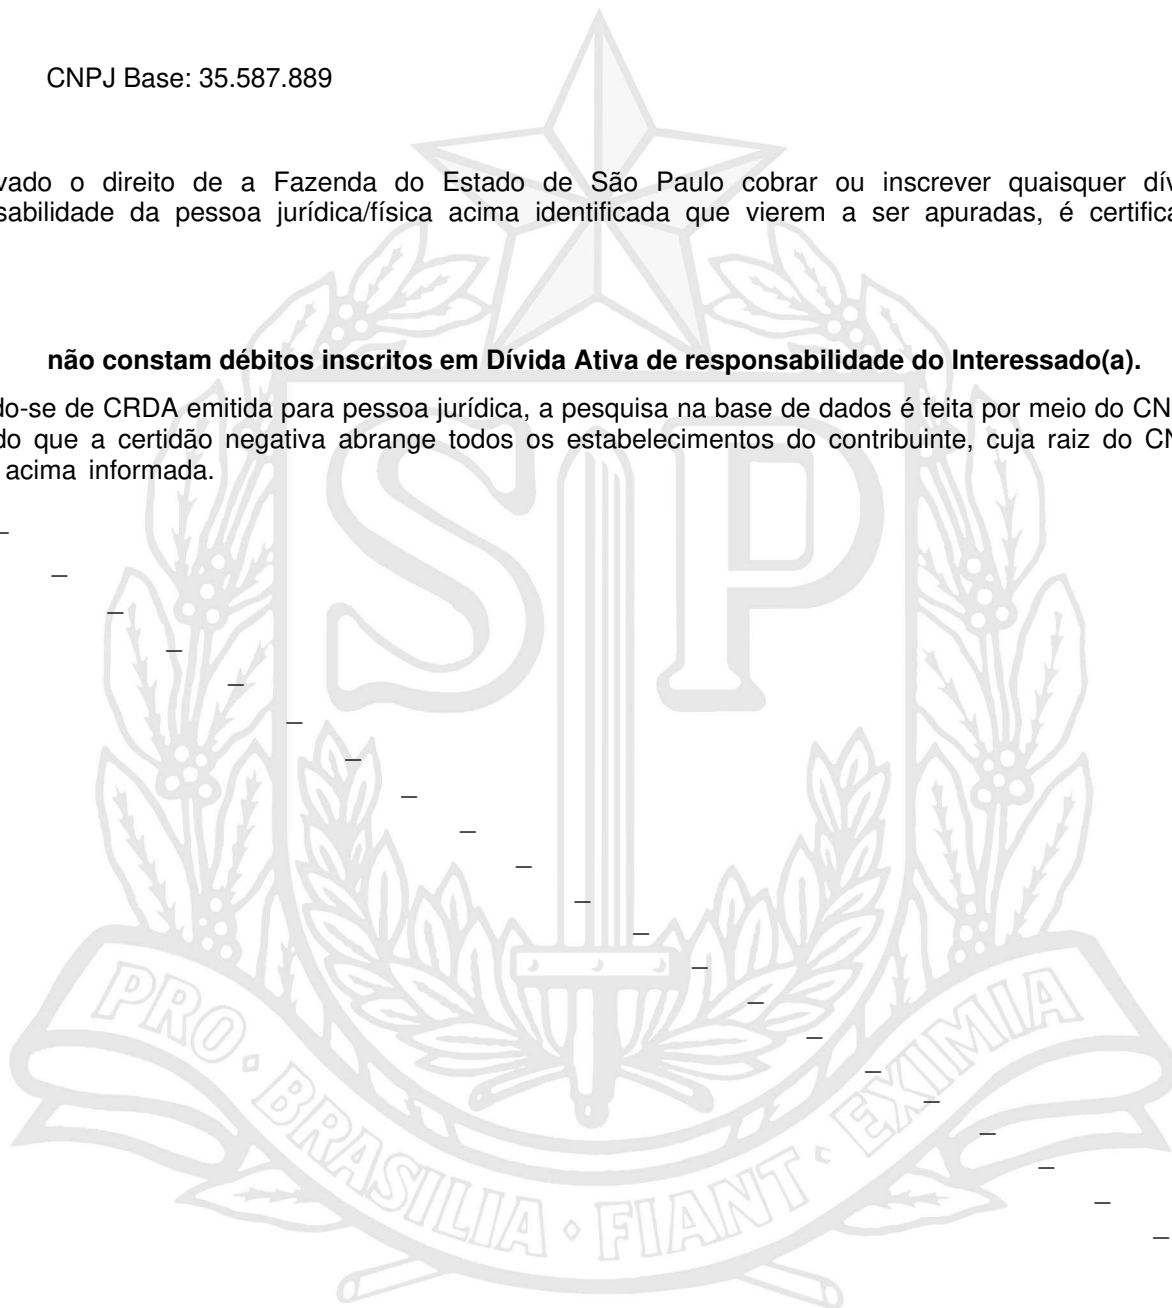 CNPJ Base: 35.587.889
vado o direito de a Fazenda do Estado de São Paulo cobrar ou inscrever quaisquer dív
sabilidade da pessoa jurídica/física acima identificada que vierem a ser apuradas, é certifica
não constam débitos inscritos em Dívida Ativa de responsabilidade do Interessado(a).
do-se de CRDA emitida para pessoa jurídica, a pesquisa na base de dados é feita por meio do CN
do que a certidão negativa abrange todos os estabelecimentos do contribuinte, cuja raiz do CN
acima informada.
SP
PRO · BRASILIA · FIANT · EXIMIA